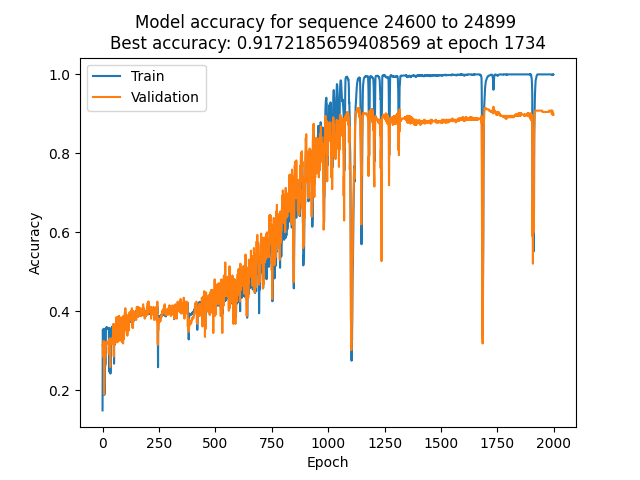 Model accuracy for sequence 24600 to 24899
Best accuracy: 0.9172185659408569 at epoch 1734
Train
Validation
1.0
0.8
0.6
0.4
0.2
Accuracy
0 250 500 750 1000 1250 1500 1750 2000
Epoch